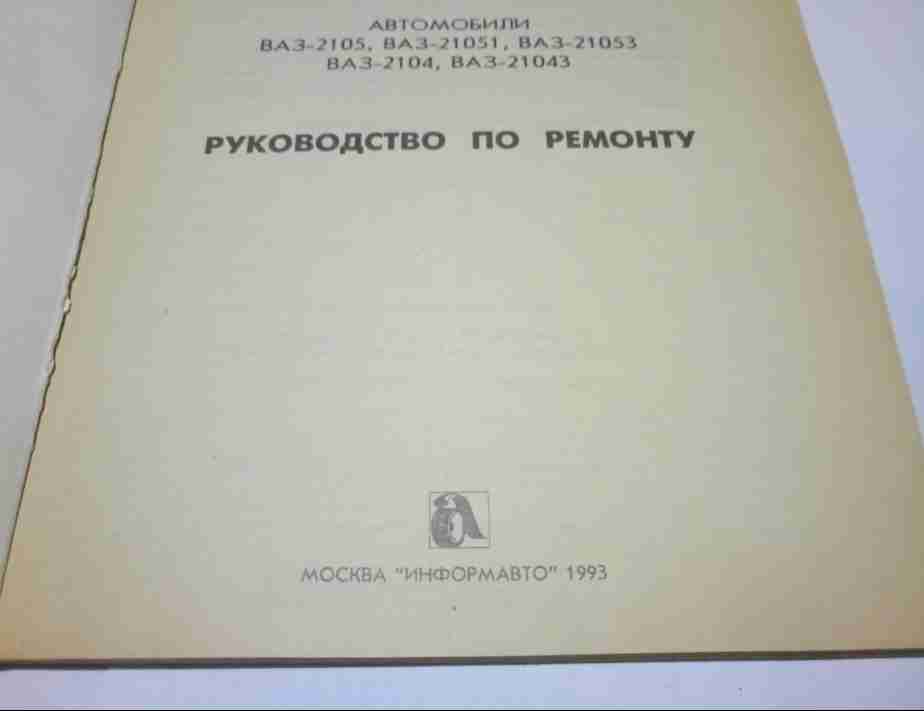 АВТОМОБИЛИ
ВАЗ-2105, ВАЗ-21051, ВАЗ-21053
ВАЗ-2104, ВАЗ-21043
РУКОВОДСТВО ПО РЕМОНТУ
МОСКВА "ИНФОРМАВТО" 1993